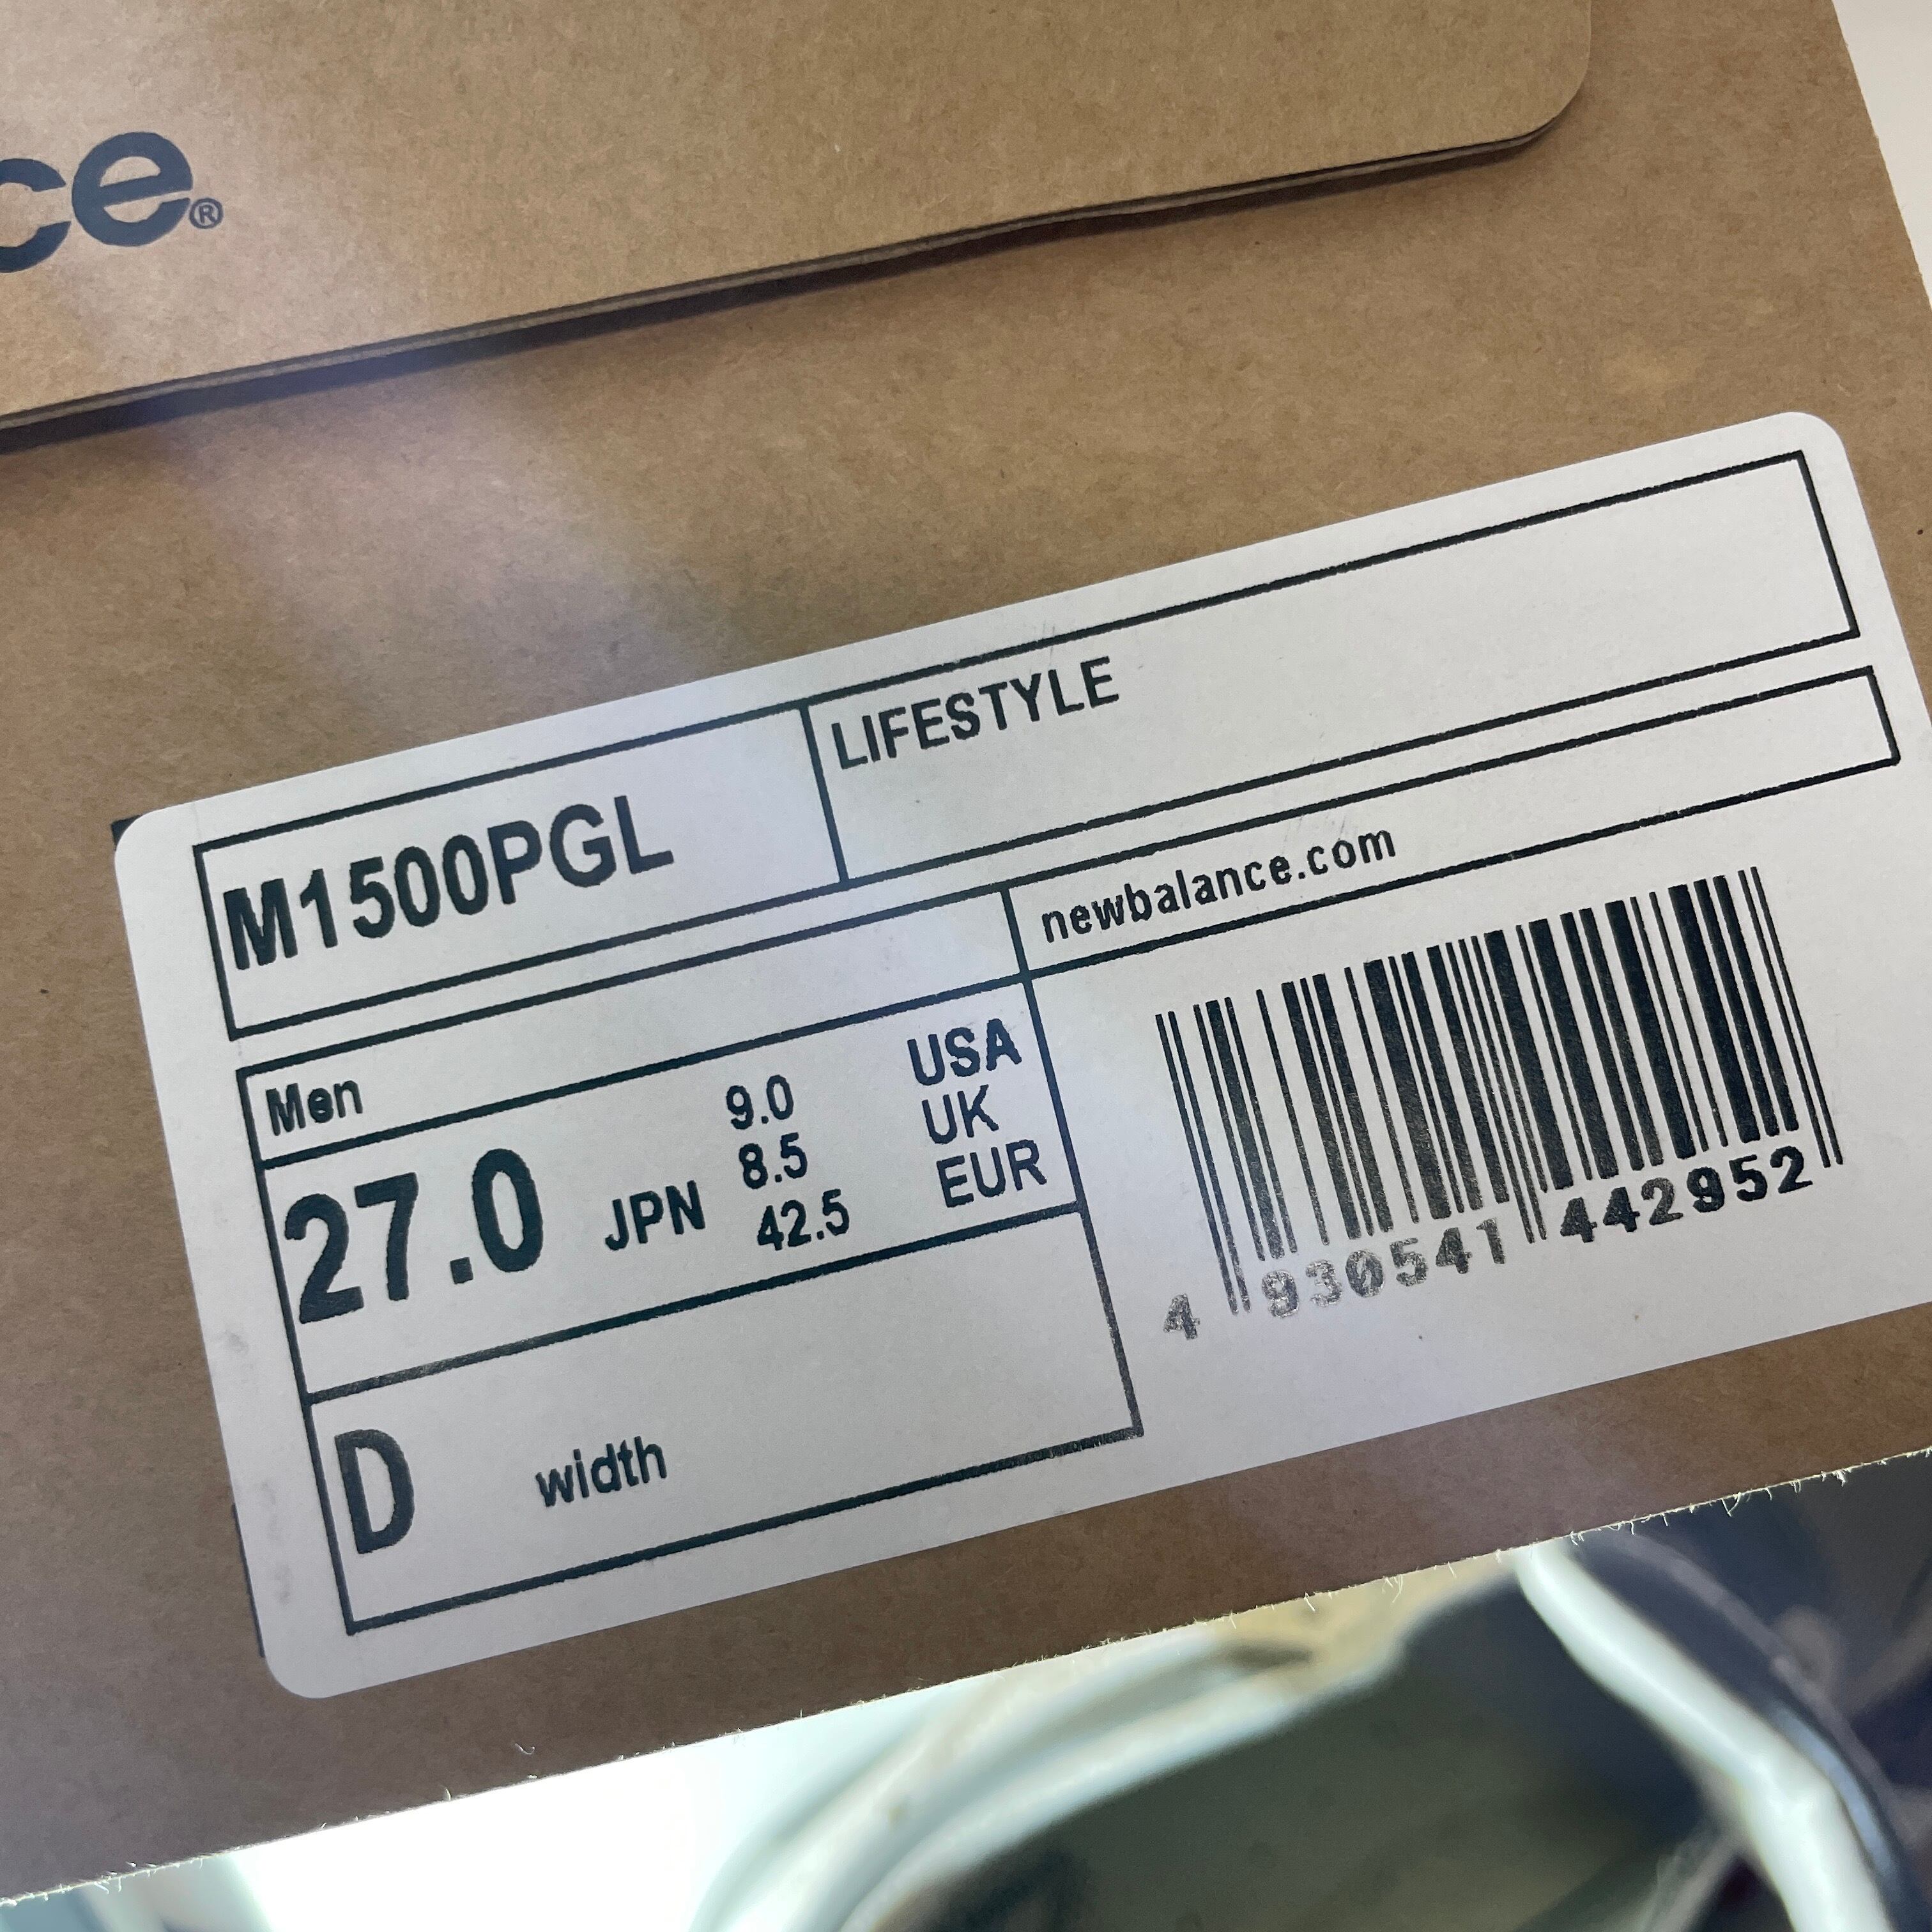 ce®
M1500PGL
LIFESTYLE
newbalance.com
Men
27.0 JPN
9.0 USA
8.5 UK
42.5 EUR
D width
4 930541 442952